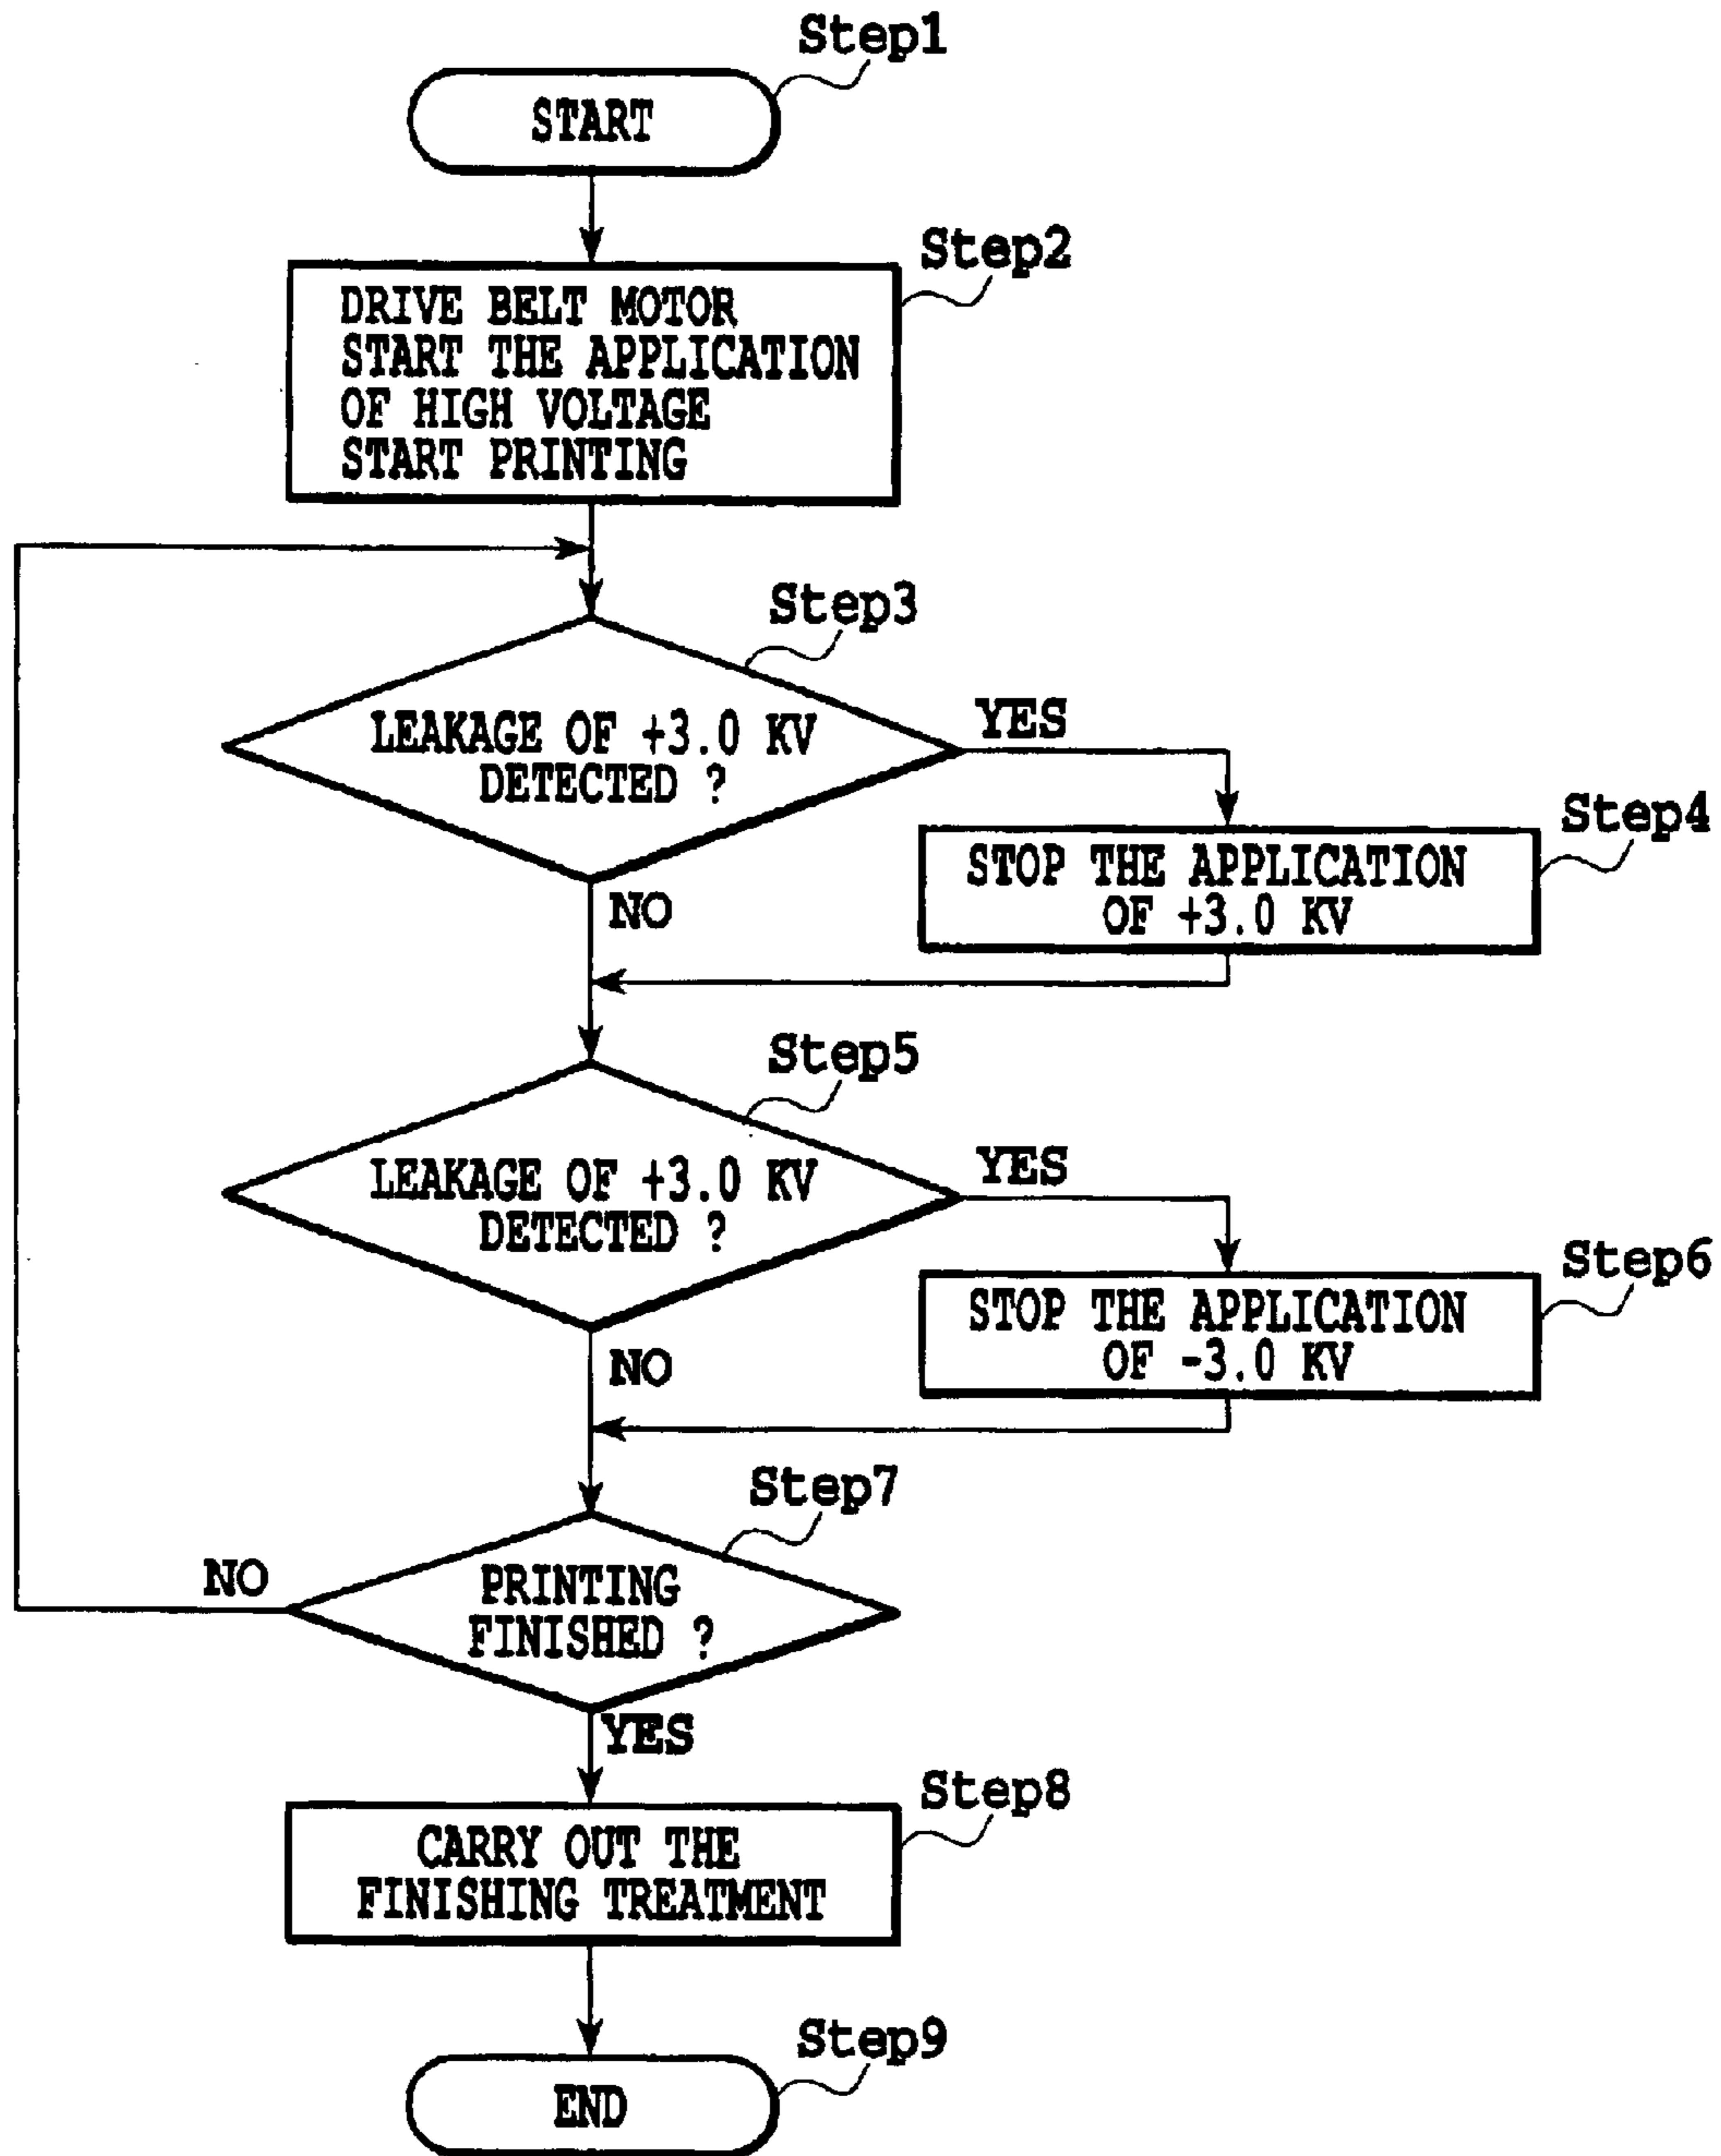 Step1
START
Step2
DRIVE BELT MOTOR
START THE APPLICATION
OF HIGH VOLTAGE
START PRINTING
Step3
LEAKAGE OF +3.0 KV
DETECTED ?
YES
NO
Step4
STOP THE APPLICATION
OF +3.0 KV
Step5
LEAKAGE OF +3.0 KV
DETECTED ?
YES
NO
Step6
STOP THE APPLICATION
OF -3.0 KV
Step7
PRINTING
FINISHED ?
NO
YES
Step8
CARRY OUT THE
FINISHING TREATMENT
Step9
END